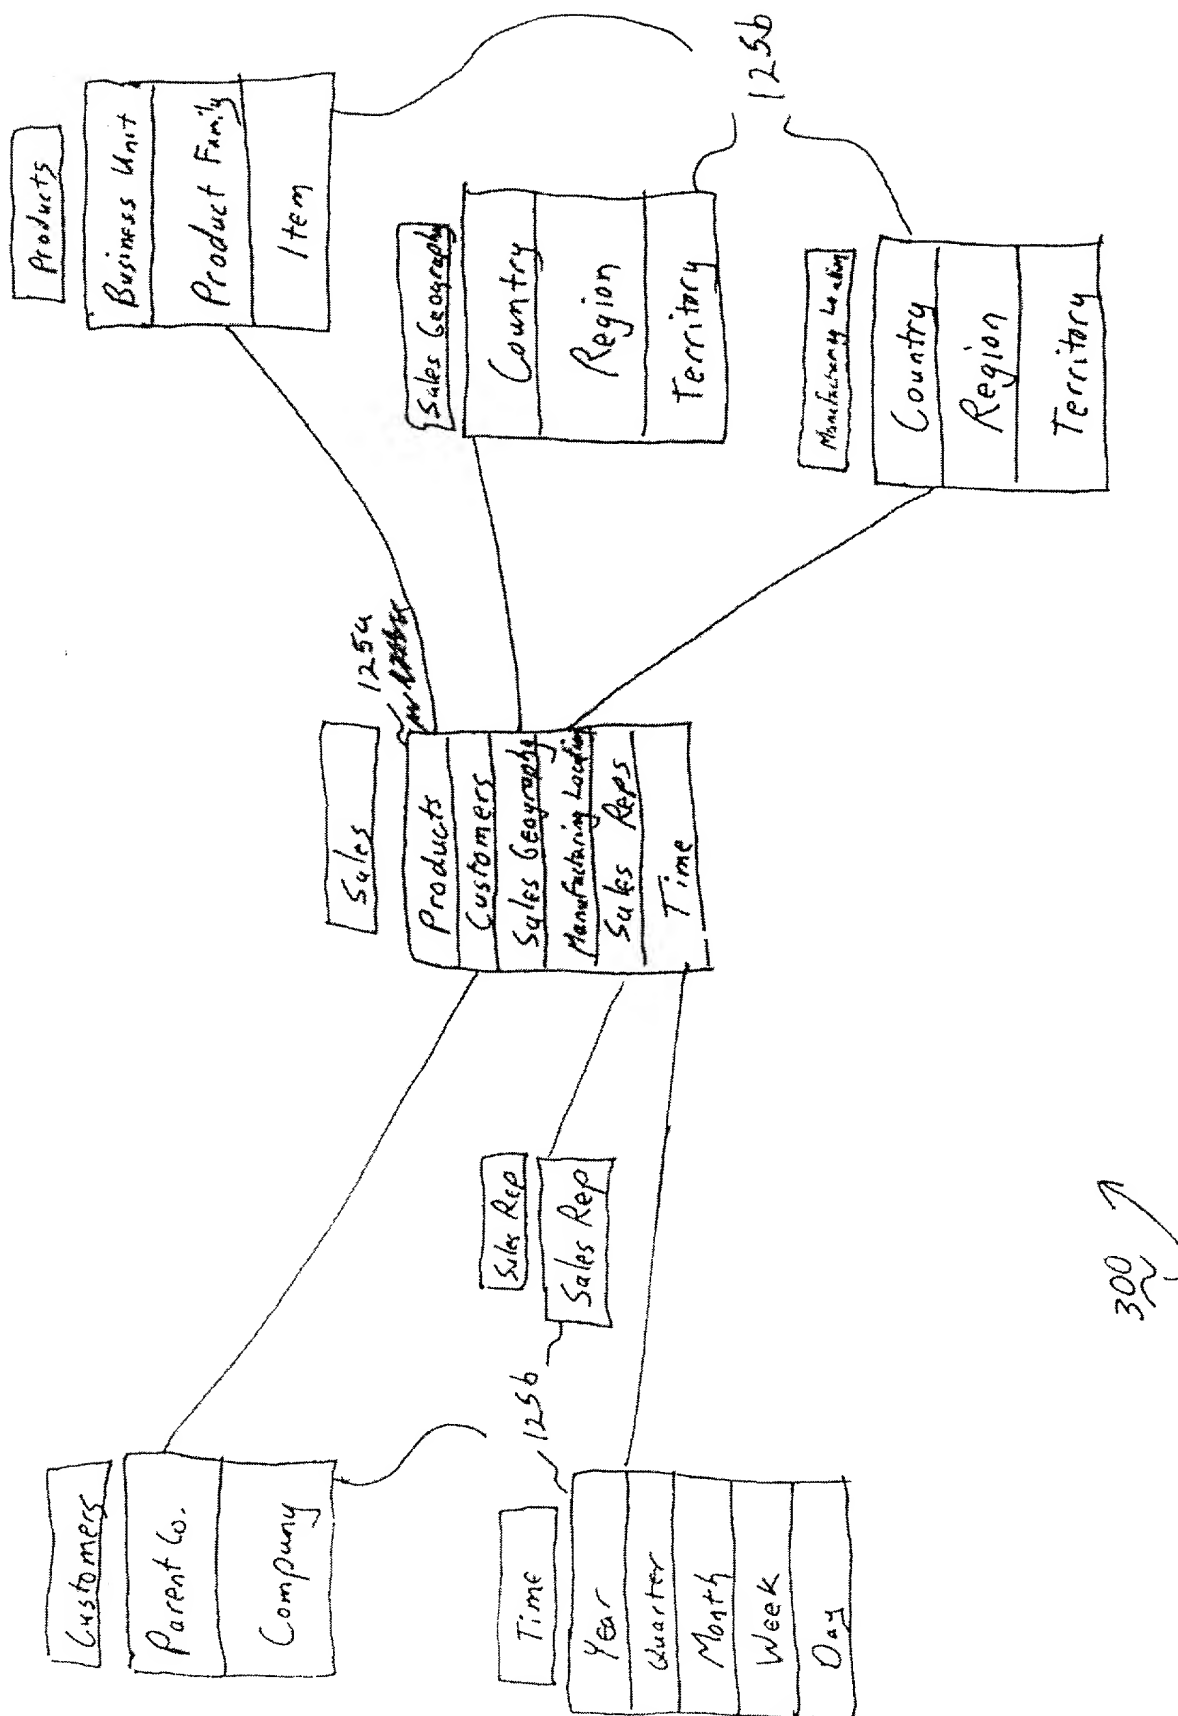 Customers
Parent Co.
Company
Time
Year
Quarter
Month
Week
Day
125b
Sales Rep
Sales Rep
Sales
125a
Products
Customers
Sales Geography
Manufacturing Location
Sales Reps
Time
Products
Business Unit
Product Family
Item
Sales Geography
Country
Region
Territory
Manufacturing Location
Country
Region
Territory
125b
300